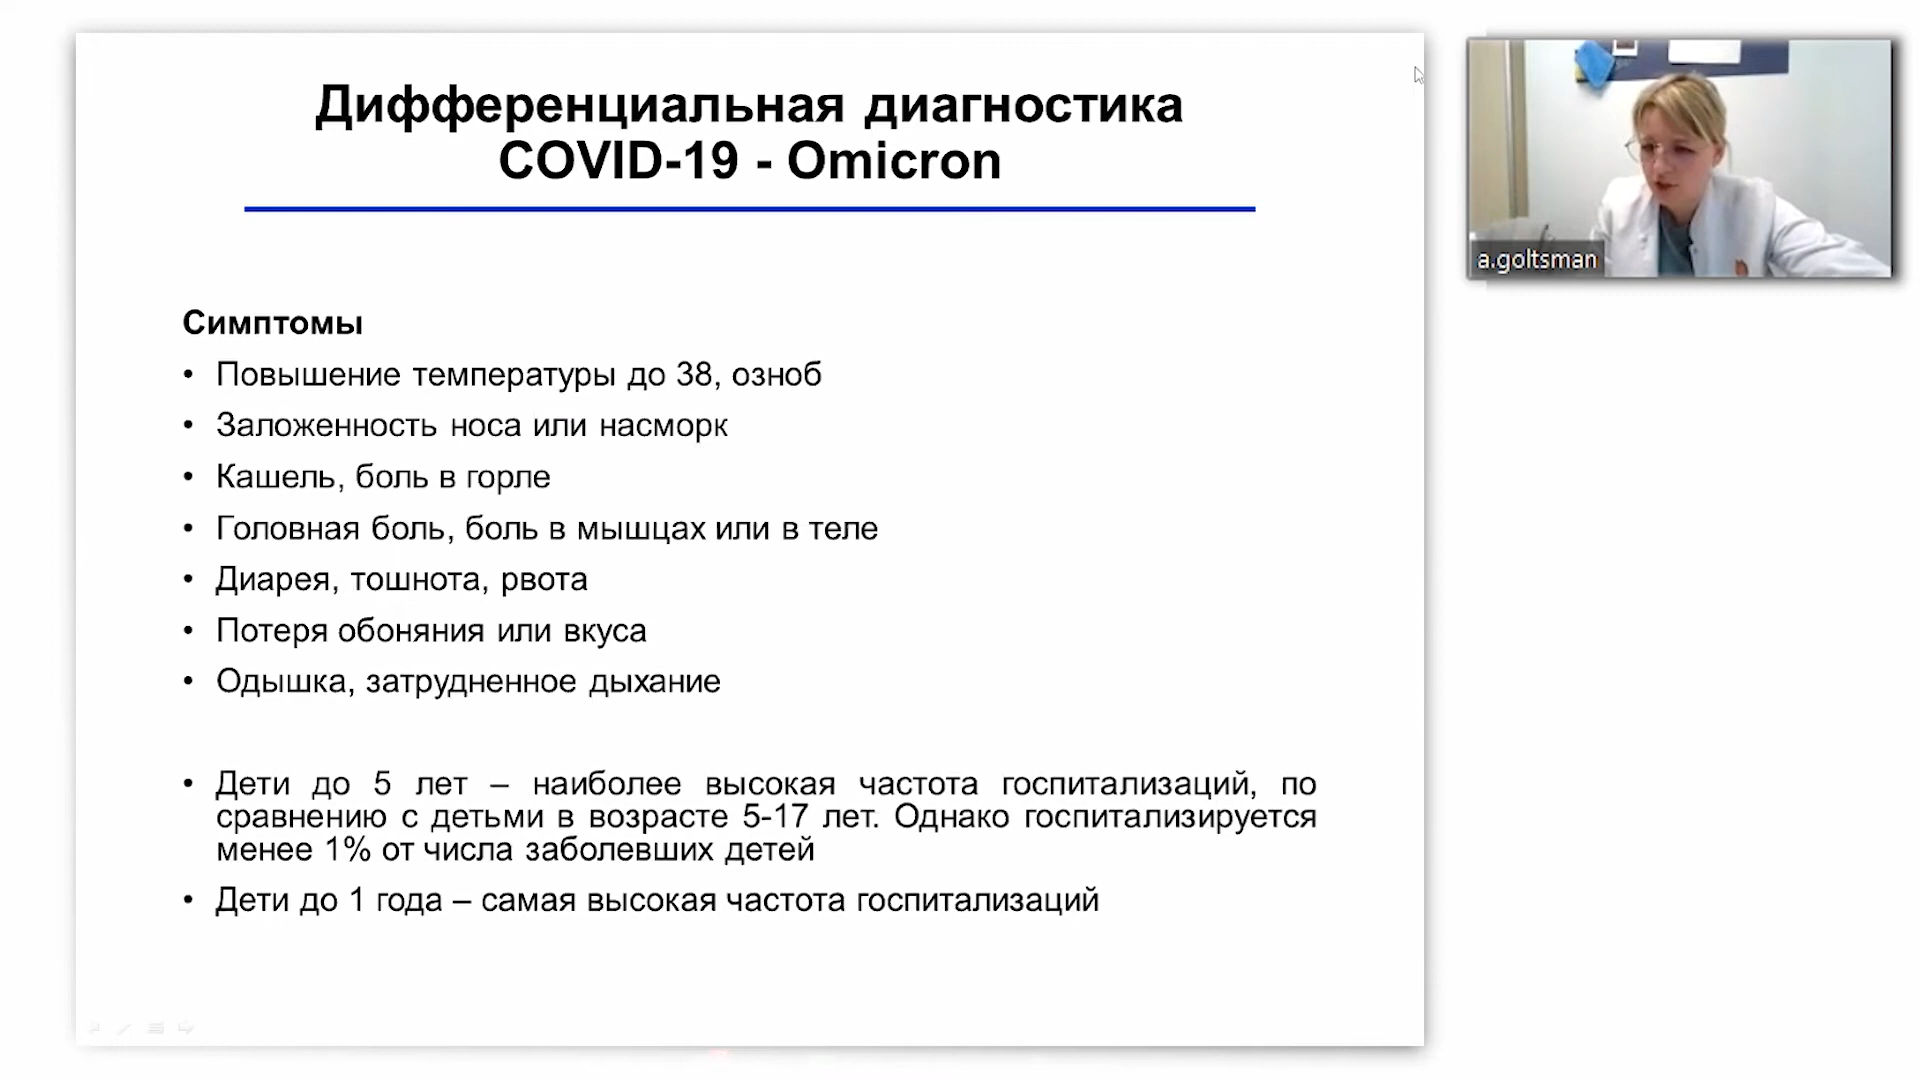 Дифференциальная диагностика
COVID-19 - Omicron
a.goltsman
Симптомы
• Повышение температуры до 38, озноб
• Заложенность носа или насморк
• Кашель, боль в горле
• Головная боль, боль в мышцах или в теле
• Диарея, тошнота, рвота
• Потеря обоняния или вкуса
• Одышка, затрудненное дыхание
• Дети до 5 лет – наиболее высокая частота госпитализаций, по
сравнению с детьми в возрасте 5-17 лет. Однако госпитализируется
менее 1% от числа заболевших детей
• Дети до 1 года – самая высокая частота госпитализаций